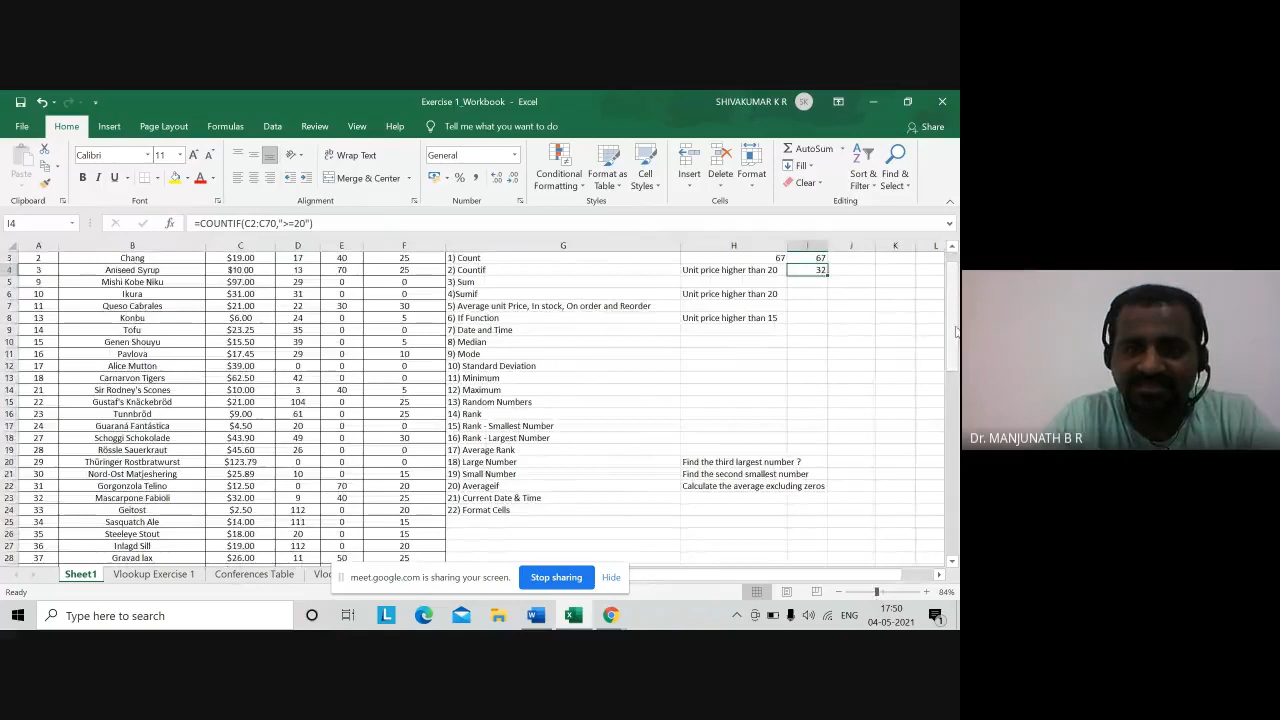 Exercise 1_Workbook - Excel
SHIVAKUMAR K R
SK
File Home Insert Page Layout Formulas Data Review View Help Tell me what you want to do
Share
Paste
Calibri 11
B I U
Wrap Text
Merge & Center
General
% ,
Conditional Formatting
Format as Table
Cell Styles
Insert
Delete
Format
AutoSum
Fill
Clear
Sort & Filter
Find & Select
Clipboard Font Alignment Number Styles Cells Editing
I4 fx =COUNTIF(C2:C70,">=20")
A B C D E F G H I J K L
3 2 Chang $19.00 17 40 25 1) Count 67 67
4 3 Aniseed Syrup $10.00 13 70 25 2) Countif Unit price higher than 20 32
5 9 Mishi Kobe Niku $97.00 29 0 0 3) Sum
6 10 Ikura $31.00 31 0 0 4)Sumif Unit price higher than 20
7 11 Queso Cabrales $21.00 22 30 30 5) Average unit Price, In stock, On order and Reorder
8 13 Konbu $6.00 24 0 5 6) If Function Unit price higher than 15
9 14 Tofu $23.25 35 0 0 7) Date and Time
10 15 Genen Shouyu $15.50 39 0 5 8) Median
11 16 Pavlova $17.45 29 0 10 9) Mode
12 17 Alice Mutton $39.00 0 0 0 10) Standard Deviation
13 18 Carnarvon Tigers $62.50 42 0 0 11) Minimum
14 21 Sir Rodney's Scones $10.00 3 40 5 12) Maximum
15 22 Gustaf's Knäckebröd $21.00 104 0 25 13) Random Numbers
16 23 Tunnbröd $9.00 61 0 25 14) Rank
17 24 Guaraná Fantástica $4.50 20 0 0 15) Rank - Smallest Number
18 27 Schoggi Schokolade $43.90 49 0 30 16) Rank - Largest Number
19 28 Rössle Sauerkraut $45.60 26 0 0 17) Average Rank
20 29 Thüringer Rostbratwurst $123.79 0 0 0 18) Large Number Find the third largest number ?
21 30 Nord-Ost Matjeshering $25.89 10 0 15 19) Small Number Find the second smallest number
22 31 Gorgonzola Telino $12.50 0 70 20 20) Averageif Calculate the average excluding zeros
23 32 Mascarpone Fabioli $32.00 9 40 25 21) Current Date & Time
24 33 Geitost $2.50 112 0 20 22) Format Cells
25 34 Sasquatch Ale $14.00 111 0 15
26 35 Steeleye Stout $18.00 20 0 15
27 36 Inlagd Sill $19.00 112 0 20
28 37 Gravad lax $26.00 11 50 25
Sheet1 Vlookup Exercise 1 Conferences Table
meet.google.com is sharing your screen. Stop sharing Hide
Ready
84%
Type here to search
L
ENG
17:50
04-05-2021
1
Dr. MANJUNATH B R